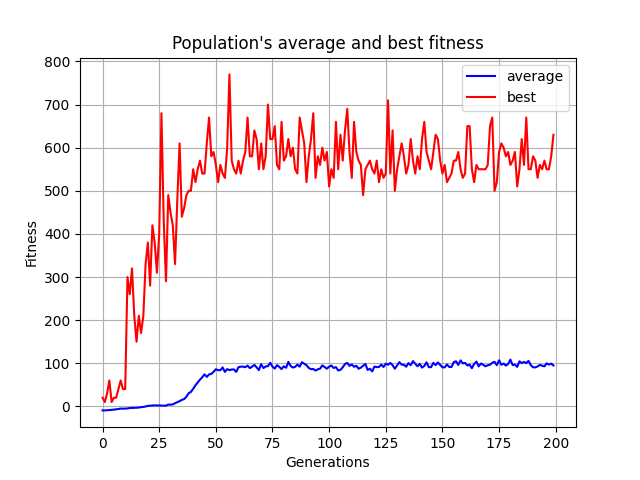 Population's average and best fitness
average
best
800
700
600
500
400
300
200
100
0
Fitness
0 25 50 75 100 125 150 175 200
Generations